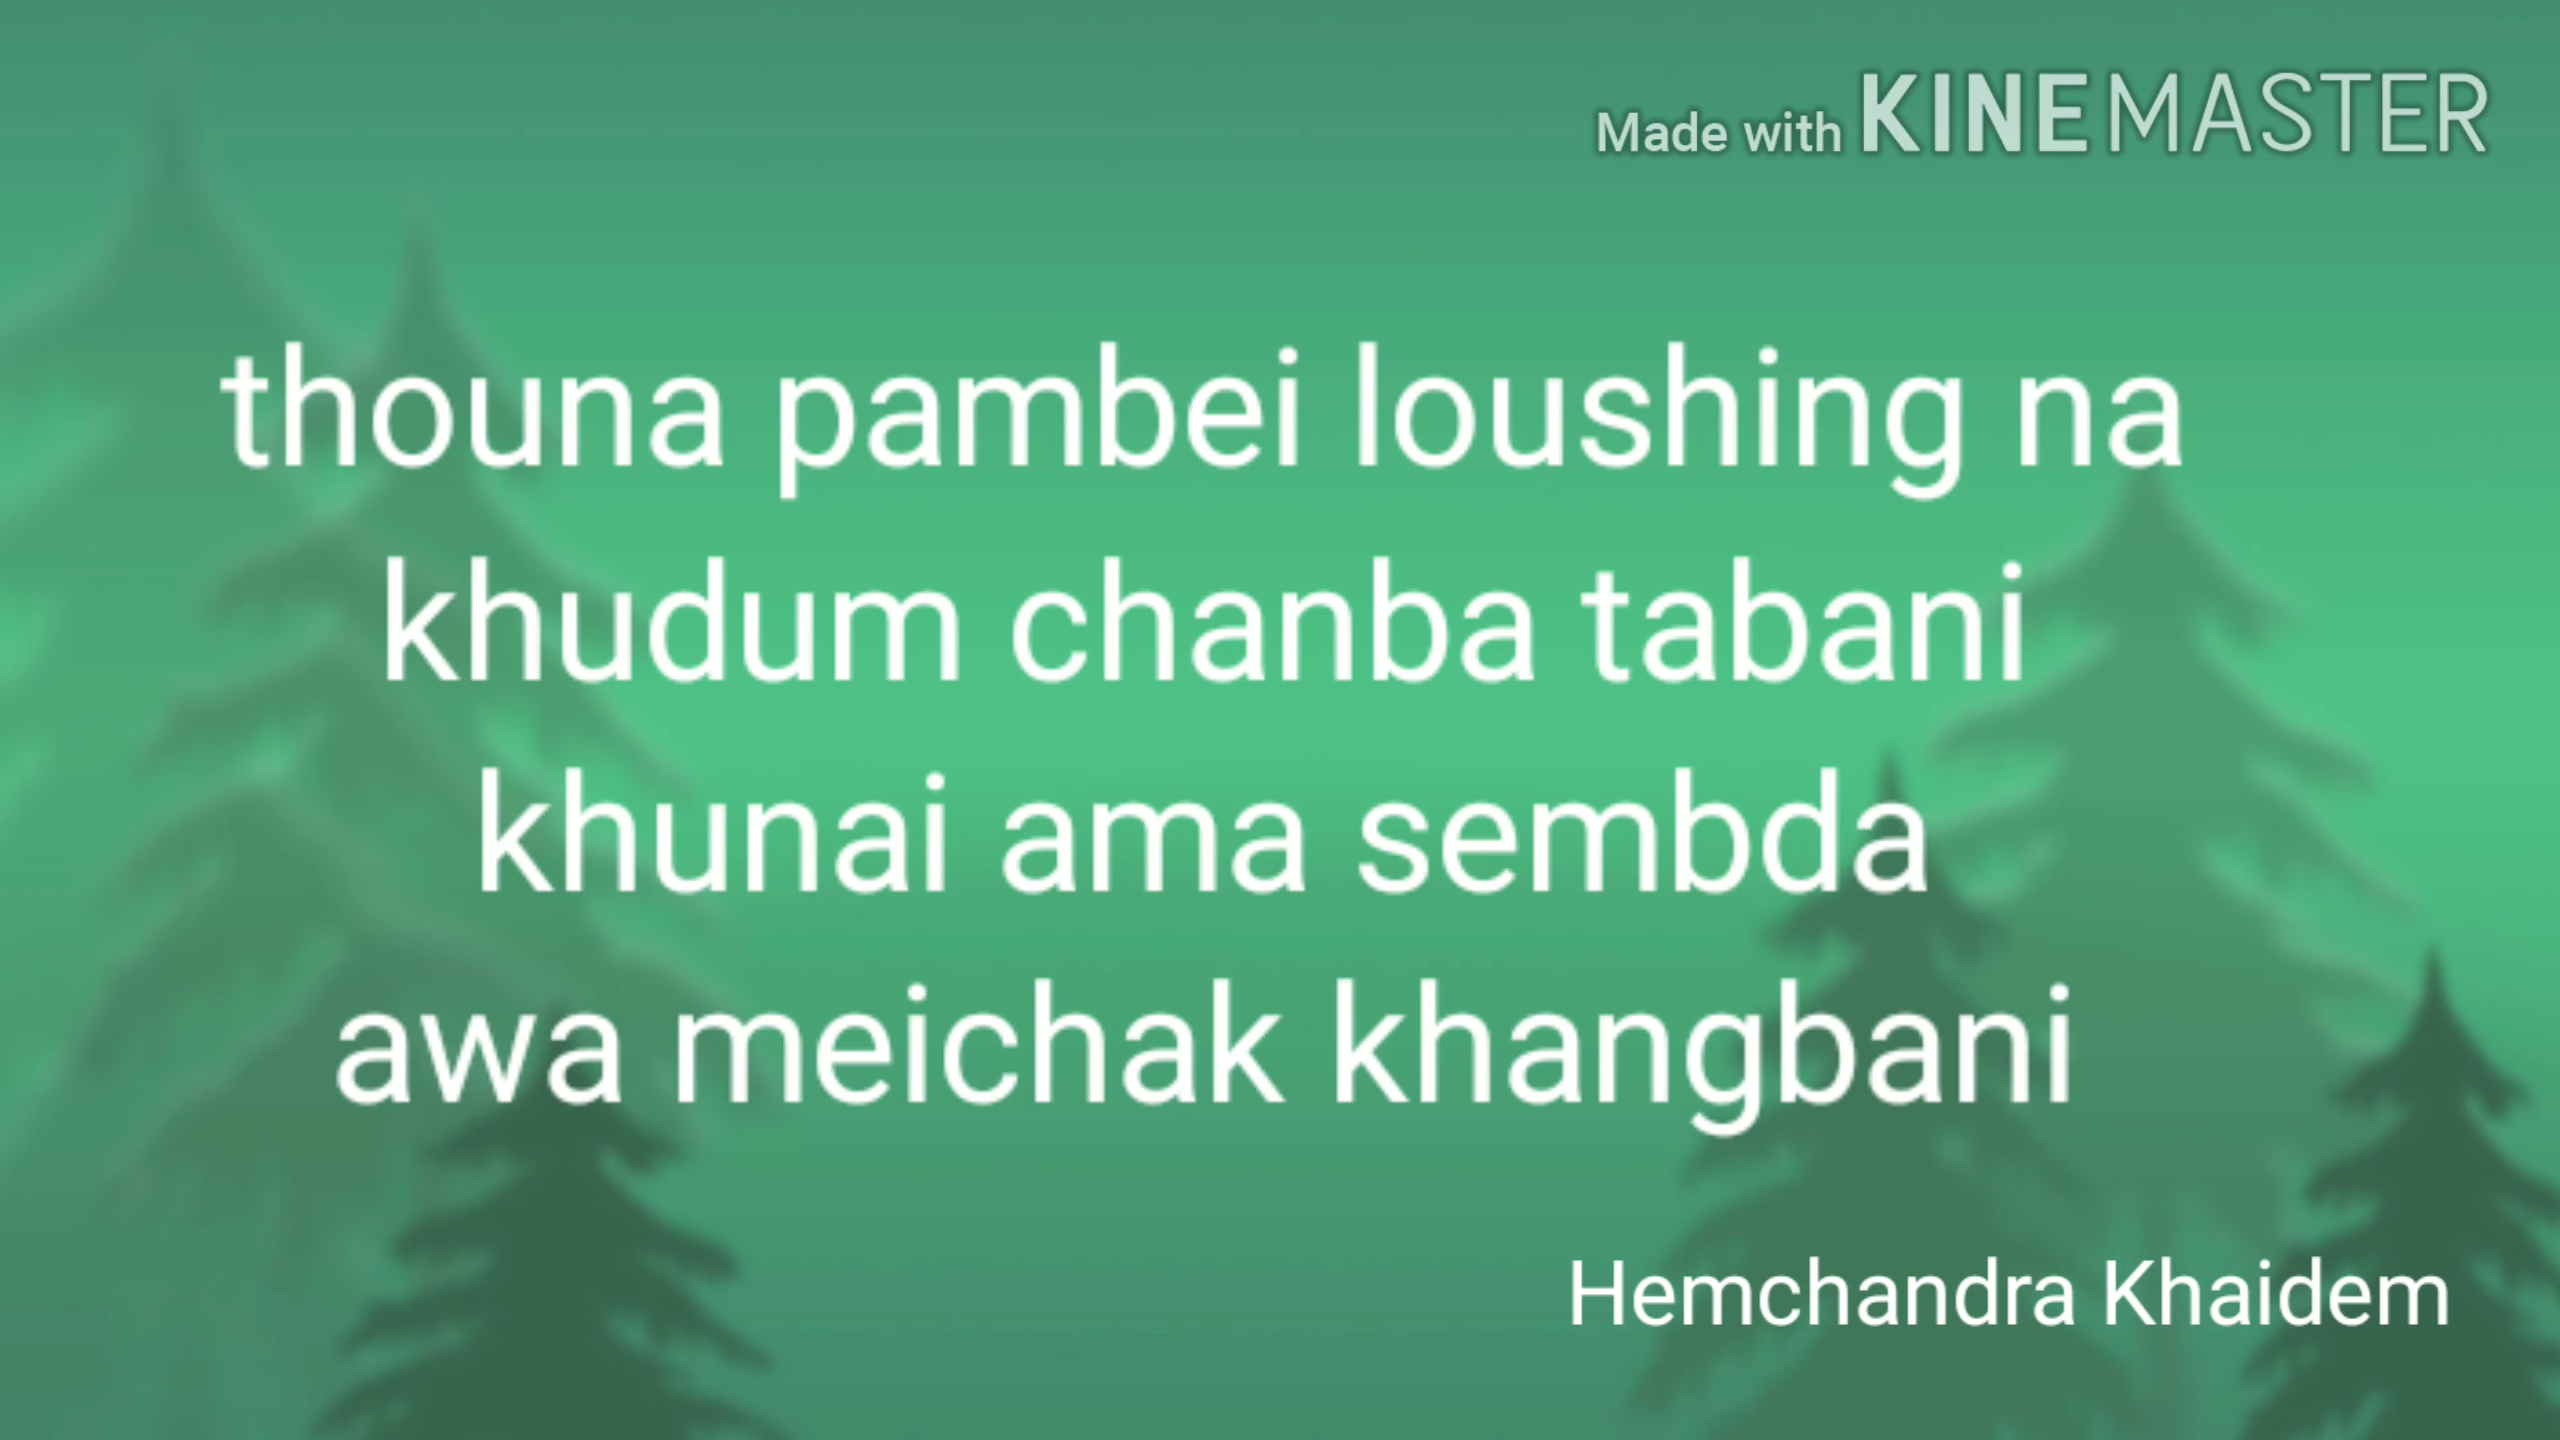 Made with KINEMASTER
thouna pambei loushing na
khudum chanba tabani
khunai ama sembda
awa meichak khangbani
Hemchandra Khaidem